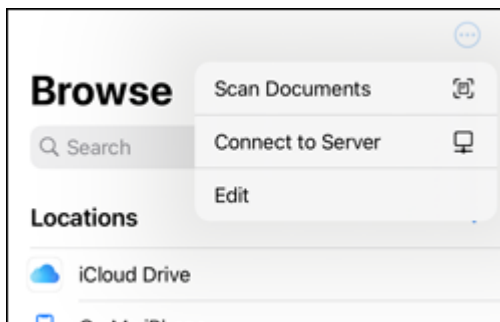 Browse
Scan Documents
Search
Connect to Server
Edit
Locations
iCloud Drive